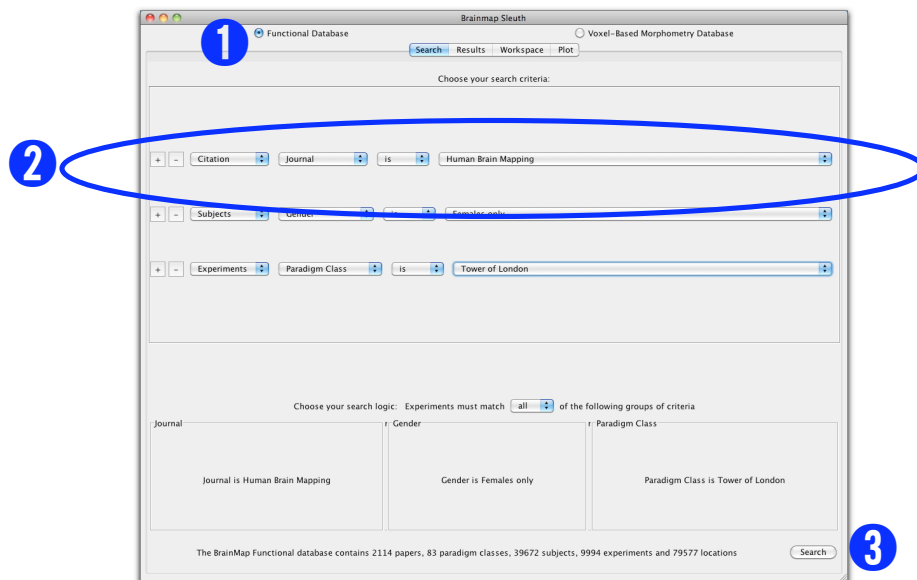 Brainmap Sleuth
1
Functional Database Voxel-Based Morphometry Database
Search Results Workspace Plot
Choose your search criteria:
2
+ - Citation Journal is Human Brain Mapping
+ - Subjects Gender is Females only
+ - Experiments Paradigm Class is Tower of London
Choose your search logic: Experiments must match all of the following groups of criteria
Journal r Gender r Paradigm Class
Journal is Human Brain Mapping Gender is Females only Paradigm Class is Tower of London
The BrainMap Functional database contains 2114 papers, 83 paradigm classes, 39672 subjects, 9994 experiments and 79577 locations Search
3